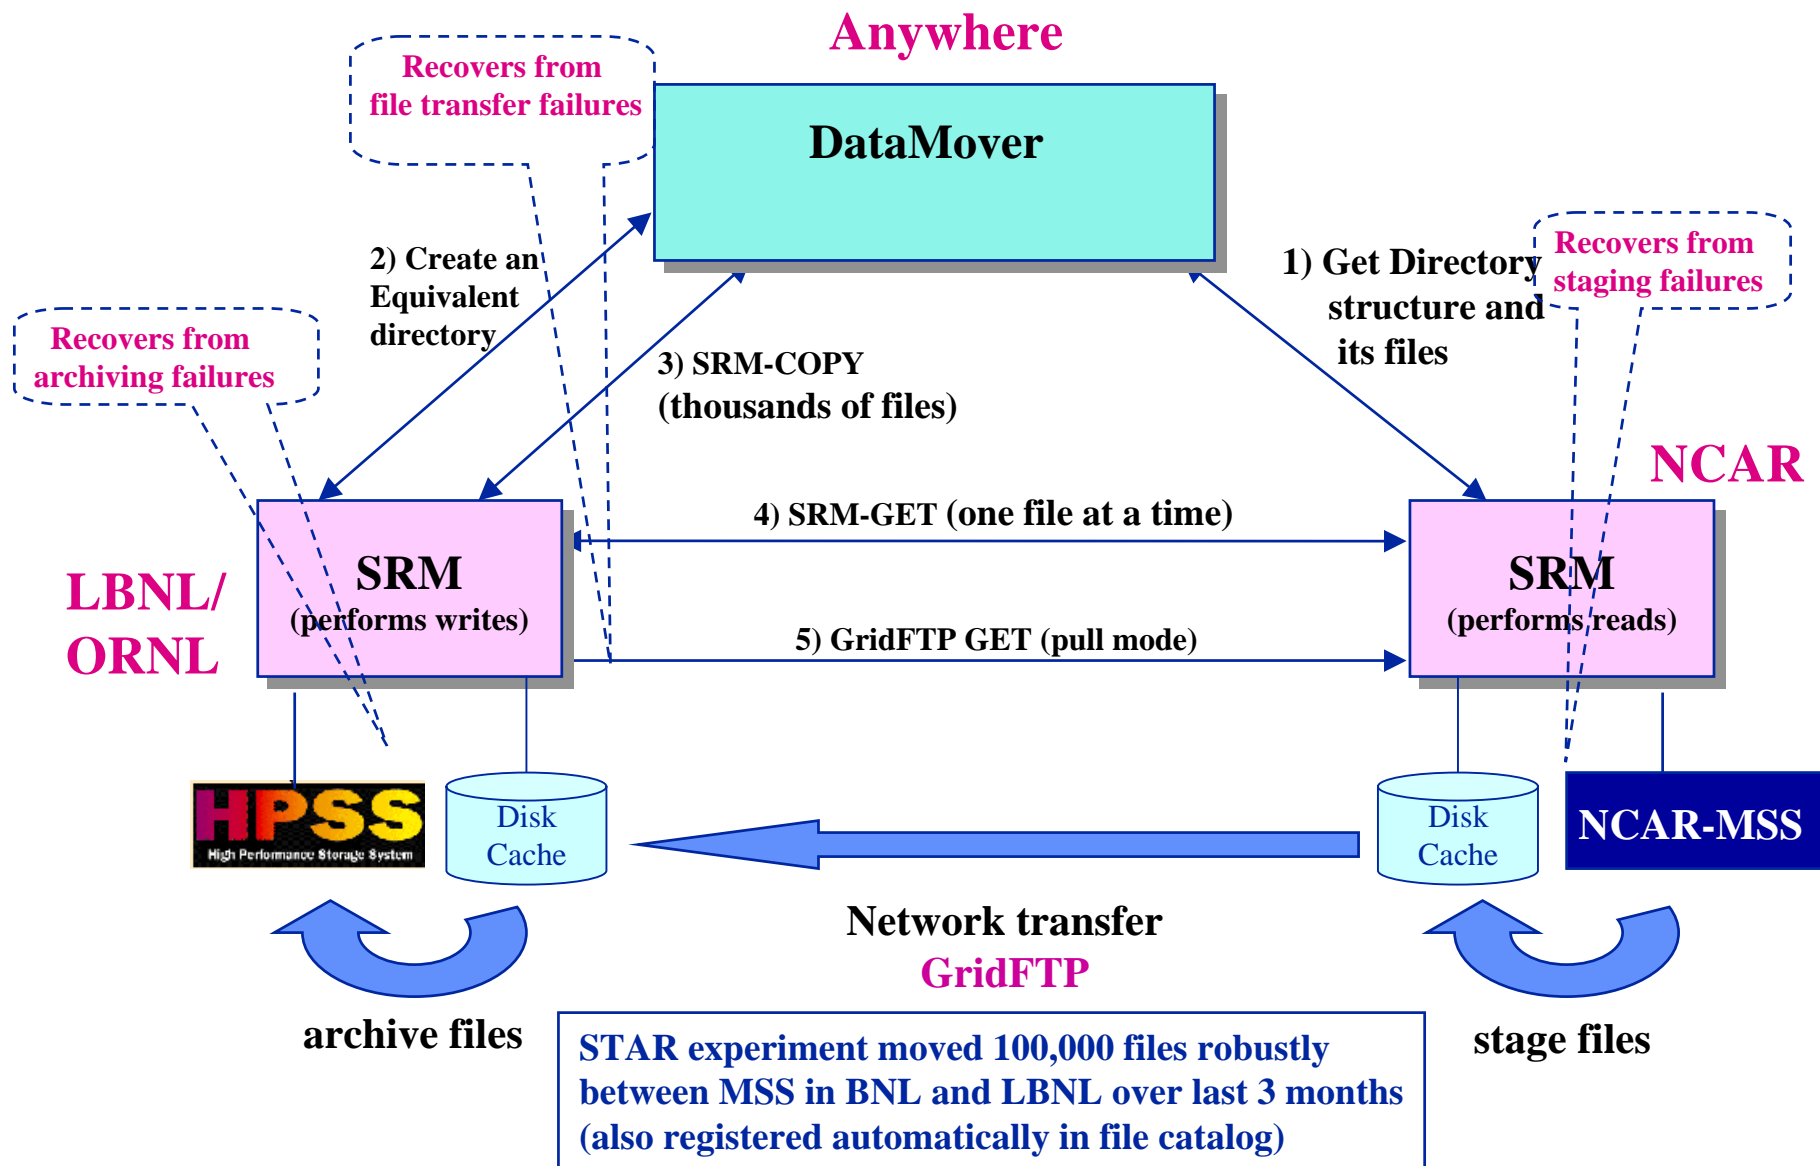 Anywhere
Recovers from
file transfer failures
DataMover
2) Create an
Equivalent
directory
1) Get Directory
structure and
its files
Recovers from
staging failures
Recovers from
archiving failures
3) SRM-COPY
(thousands of files)
NCAR
4) SRM-GET (one file at a time)
LBNL/
ORNL
SRM
(performs writes)
SRM
(performs reads)
5) GridFTP GET (pull mode)
HPSS
High Performance Storage System
Disk
Cache
Disk
Cache
NCAR-MSS
Network transfer
GridFTP
archive files
stage files
STAR experiment moved 100,000 files robustly
between MSS in BNL and LBNL over last 3 months
(also registered automatically in file catalog)